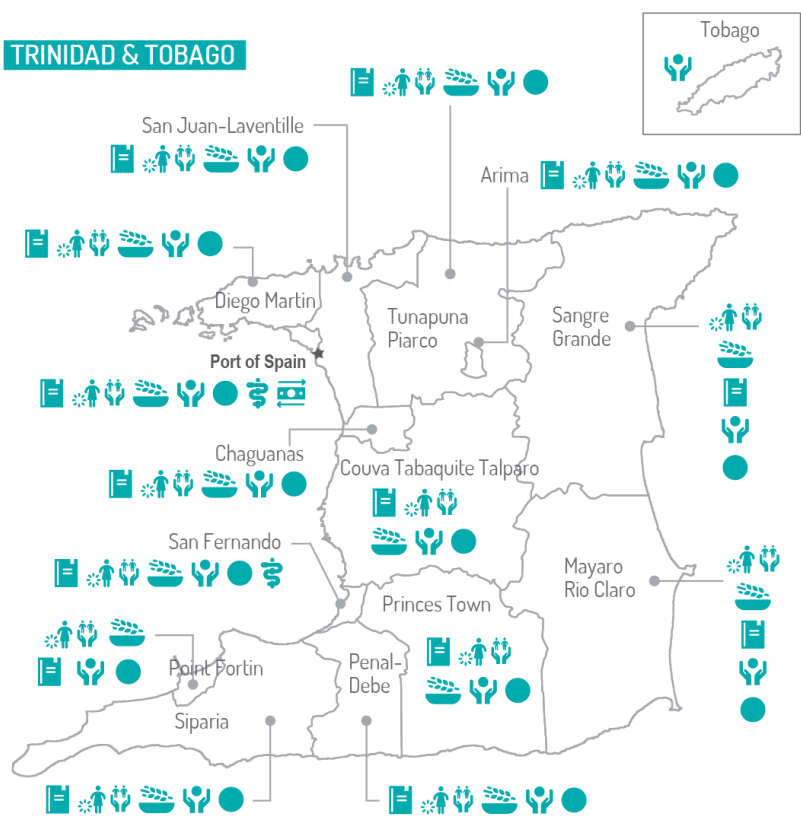 TRINIDAD & TOBAGO
Tobago
San Juan-Laventille
Arima
Diego Martin
Tunapuna
Piarco
Sangre
Grande
Port of Spain
Chaguanas
Couva Tabaquite Talparo
San Fernando
Mayaro
Rio Claro
Princes Town
Point Fortin
Penal-
Debe
Siparia